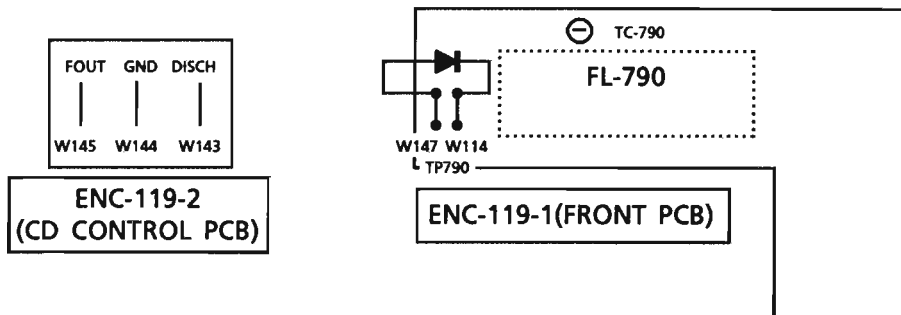 FOUT GND DISCH
W145 W144 W143
ENC-119-2
(CD CONTROL PCB)
TC-790
FL-790
W147 W114
TP790
ENC-119-1(FRONT PCB)